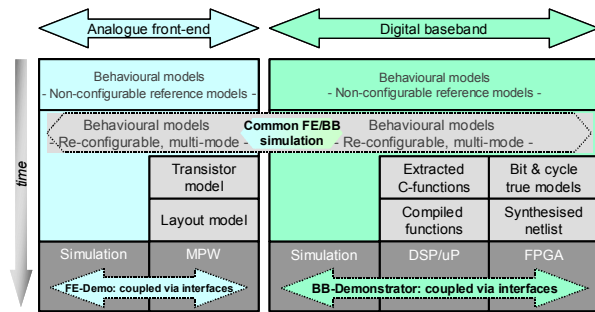 Analogue front-end
Digital baseband
time
Behavioural models
- Non-configurable reference models -
Behavioural models
- Non-configurable reference models -
Behavioural models
- Re-configurable, multi-mode -
Common FE/BB
simulation
Behavioural models
- Re-configurable, multi-mode -
Transistor
model
Extracted
C-functions
Bit & cycle
true models
Layout model
Compiled
functions
Synthesised
netlist
Simulation
MPW
Simulation
DSP/uP
FPGA
FE-Demo: coupled via interfaces
BB-Demonstrator: coupled via interfaces